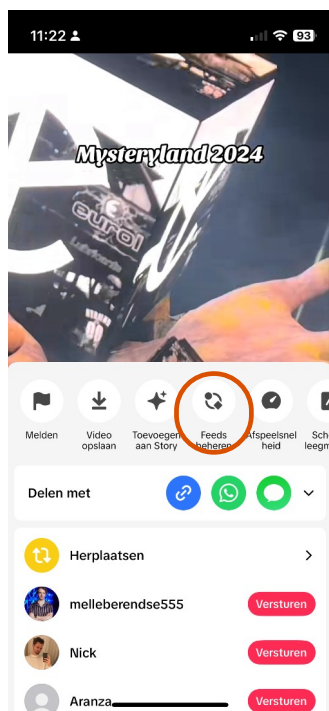 11:22
93
Mysteryland 2024
eurol
Lubricants
Melden
Video
opslaan
Toevoegen
aan Story
Feeds
beheren
Afspeelsnel
heid
Delen met
Herplaatsen
melleberendse555
Versturen
Nick
Versturen
Aranza
Versturen